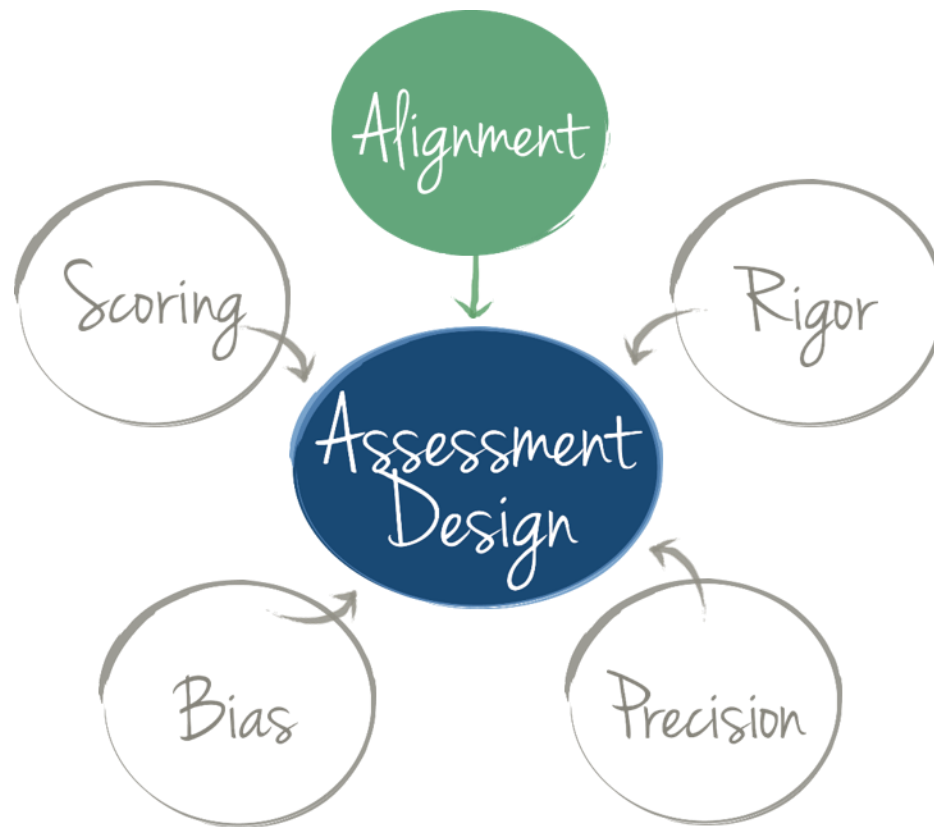 Alignment
Scoring
Rigor
Assessment
Design
Bias
Precision